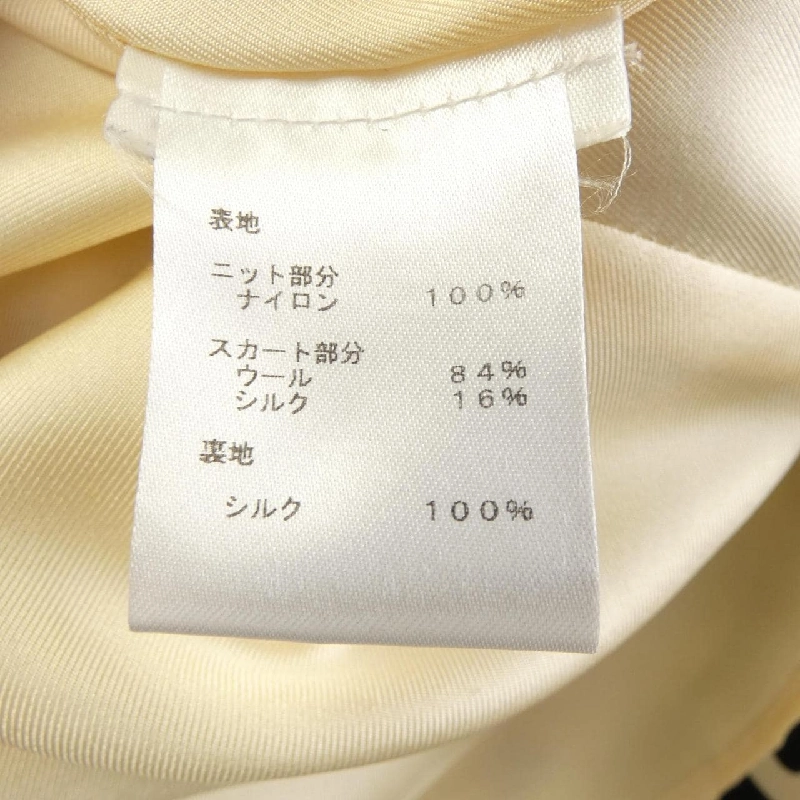 表地
ニット部分
ナイロン 100%
スカート部分
ウール 84%
シルク 16%
裏地
シルク 100%